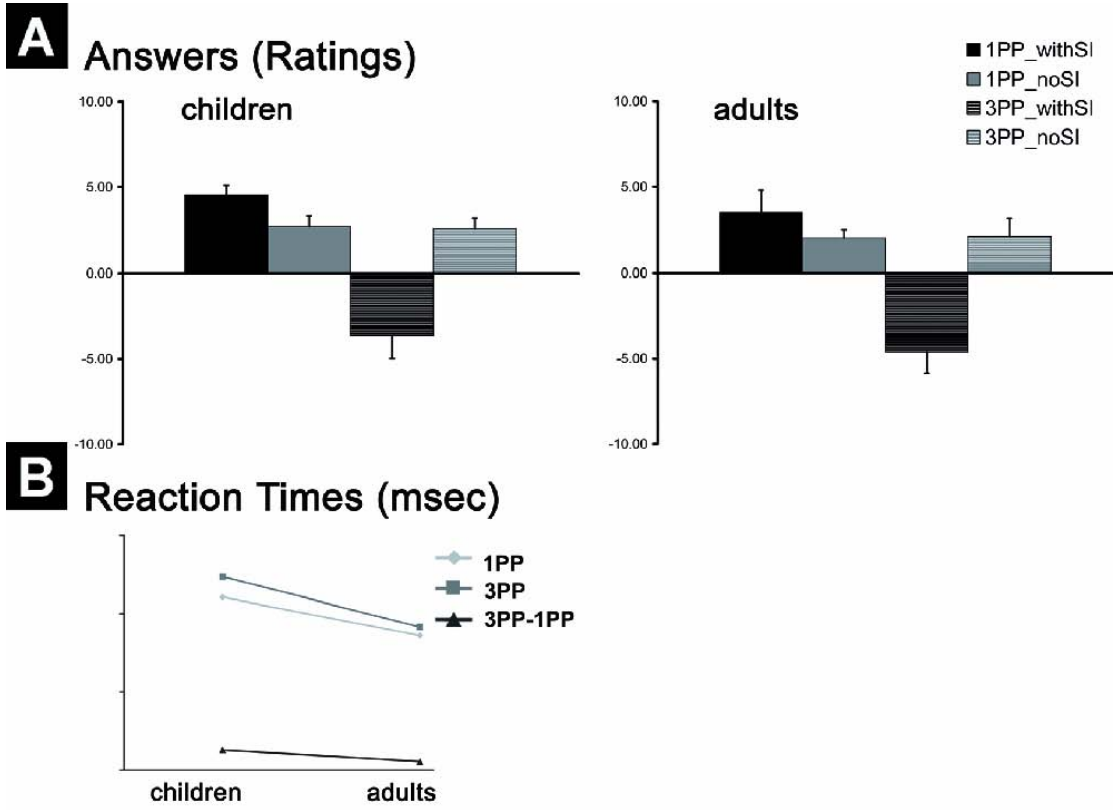 A
Answers (Ratings)
1PP_withSI
1PP_noSI
3PP_withSI
3PP_noSI
children
10.00
5.00
0.00
-5.00
-10.00
adults
10.00
5.00
0.00
-5.00
-10.00
B
Reaction Times (msec)
1PP
3PP
3PP-1PP
children
adults